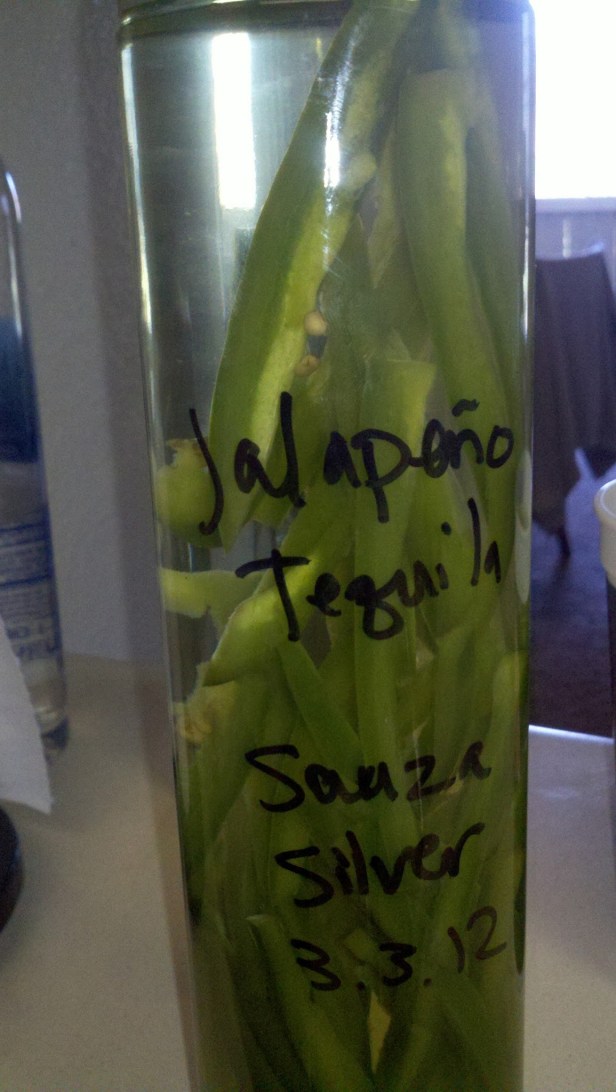 Jalapeño
Tequila
Sauza
Silver
3.3.12